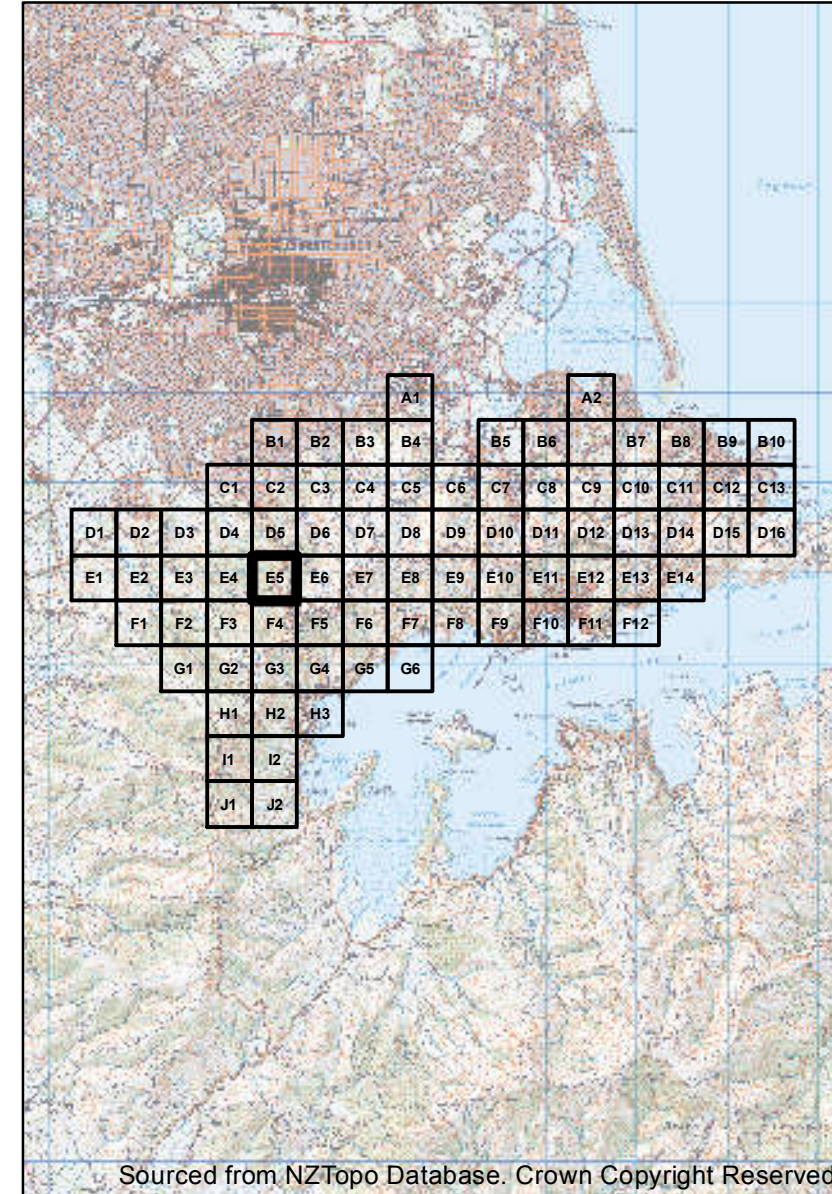 A1 A2
B1 B2 B3 B4 B5 B6 B7 B8 B9 B10
C1 C2 C3 C4 C5 C6 C7 C8 C9 C10 C11 C12 C13
D1 D2 D3 D4 D5 D6 D7 D8 D9 D10 D11 D12 D13 D14 D15 D16
E1 E2 E3 E4 E5 E6 E7 E8 E9 E10 E11 E12 E13 E14
F1 F2 F3 F4 F5 F6 F7 F8 F9 F10 F11 F12
G1 G2 G3 G4 G5 G6
H1 H2 H3
I1 I2
J1 J2
Sourced from NZTopo Database. Crown Copyright Reserved